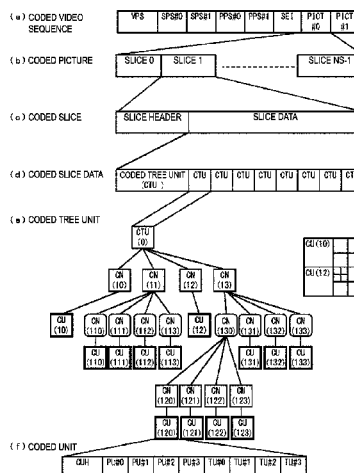 (a) CODED VIDEO SEQUENCE
VPS SPS#0 SPS#1 PPS#0 PPS#1 SEI PICT #0 PICT #1
(b) CODED PICTURE
SLICE 0 SLICE 1 SLICE NS-1
(c) CODED SLICE
SLICE HEADER SLICE DATA
(d) CODED SLICE DATA
CODED TREE UNIT (CTU) CTU CTU CTU CTU CTU CTU CTU
(e) CODED TREE UNIT
CTU (0)
CU(10)
CN (10) CN (11) CN (12) CN (13)
CU(12)
CU (10) CN (110) CN (111) CN (112) CN (113) CU (12) CN (130) CN (131) CN (132) CN (133)
CU (110) CU (111) CU (112) CU (113) CU (131) CU (132) CU (133)
CN (120) CN (121) CN (122) CN (123)
CU (120) CU (121) CU (122) CU (123)
(f) CODED UNIT
CUH PU#0 PU#1 PU#2 PU#3 TU#0 TU#1 TU#2 TU#3